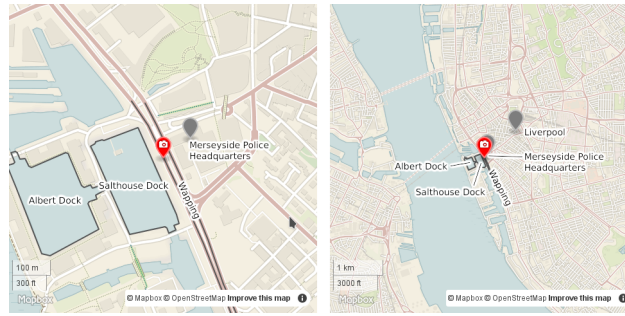 Merseyside Police
Headquarters
Salthouse Dock
Albert Dock
Wapping
100 m
300 ft
Mapbox
© Mapbox © OpenStreetMap Improve this map
Liverpool
Merseyside Police
Headquarters
Albert Dock
Salthouse Dock
Wapping
1 km
3000 ft
Mapbox
© Mapbox © OpenStreetMap Improve this map